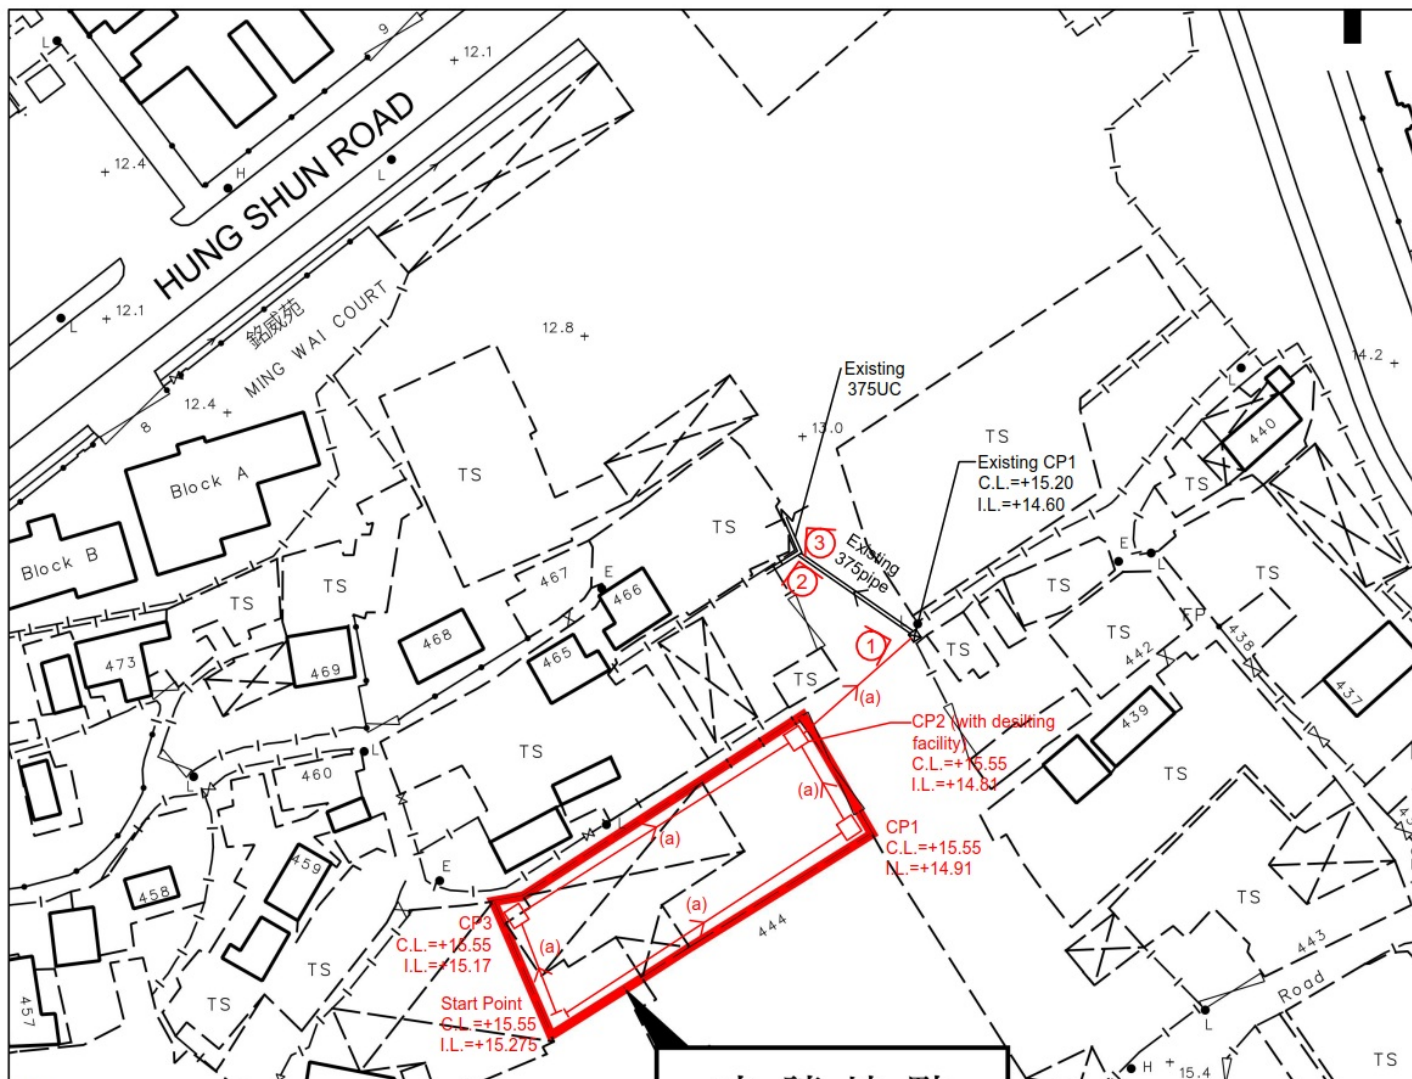 9
L
12.1
12.4
H
L
HUNG SHUN ROAD
12.1
L
銘威苑
MING WAI COURT
12.8
14.2
Existing
375UC
L
12.4
8
13.0
TS
440
Existing CP1
C.L.=+15.20
I.L.=+14.60
TS
Block A
TS
TS
3
Existing
375pipe
2
E
L
Block B
467
E
466
TS
TS
TS
TS
FP
438
L
TS
442
TS
468
465
1
473
469
TS
437
(a)
439
CP2 (with desilting
facility)
C.L.=+15.55
I.L.=+14.81
TS
L
460
L
TS
(a)
(a)
L
CP1
C.L.=+15.55
I.L.=+14.91
459
E
458
TS
(a)
444
CP3
C.L.=+15.55
I.L.=+15.17
(a)
443
TS
TS
457
Start Point
C.L.=+15.55
I.L.=+15.275
Road
L
H
15.4
TS